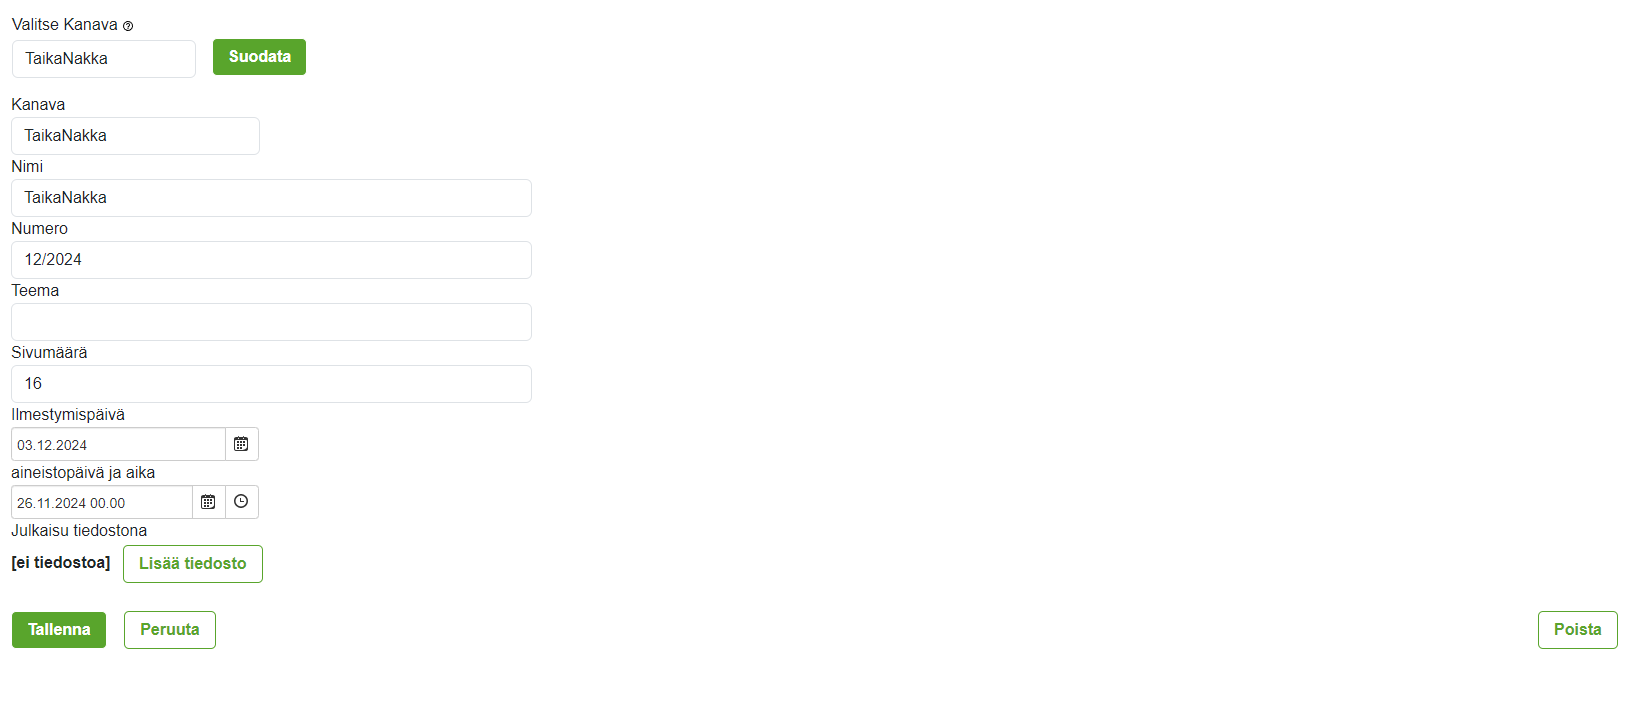 Valitse Kanava
TaikaNakka
Suodata
Kanava
TaikaNakka
Nimi
TaikaNakka
Numero
12/2024
Teema
Sivumäärä
16
Ilmestymispäivä
03.12.2024
aineistopäivä ja aika
26.11.2024 00.00
Julkaisu tiedostona
[ei tiedostoa]
Lisää tiedosto
Tallenna
Peruuta
Poista